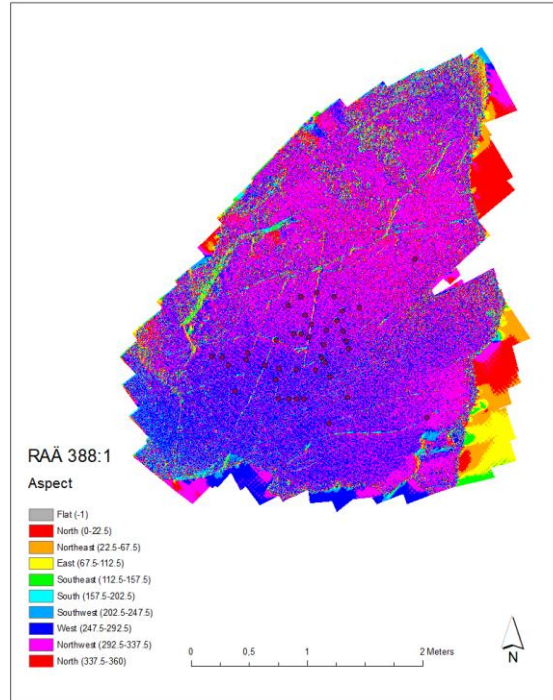 RAÄ 388:1
Aspect
Flat (-1)
North (0-22.5)
Northeast (22.5-67.5)
East (67.5-112.5)
Southeast (112.5-157.5)
South (157.5-202.5)
Southwest (202.5-247.5)
West (247.5-292.5)
Northwest (292.5-337.5)
North (337.5-360)
0 0,5 1 2 Meters
N